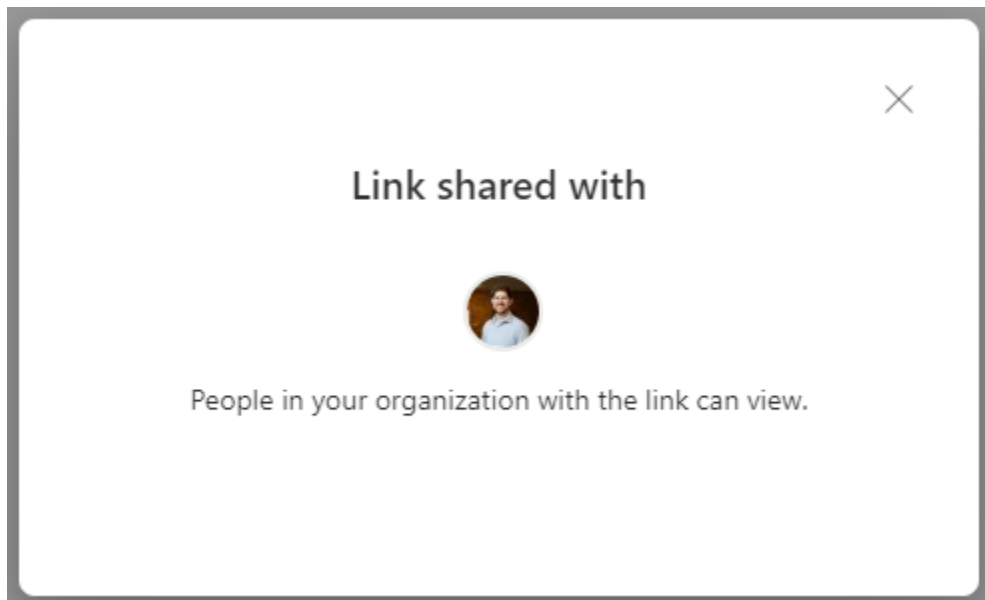 Link shared with
People in your organization with the link can view.